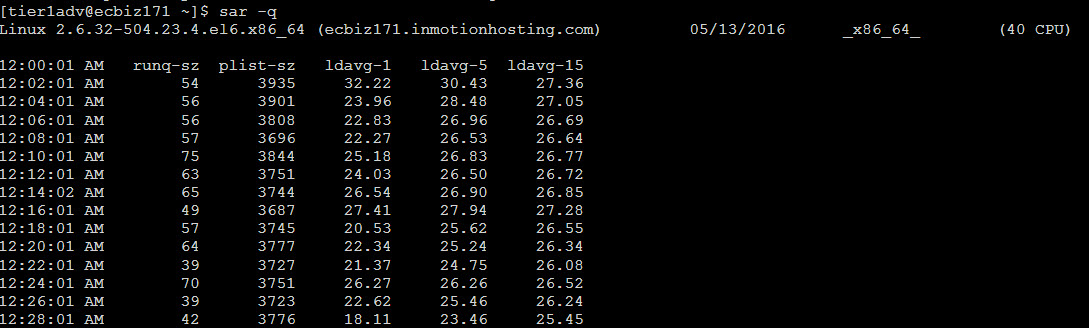 [tier1adv@ecbiz171 ~]$ sar -q
Linux 2.6.32-504.23.4.el6.x86_64 (ecbiz171.inmotionhosting.com) 05/13/2016 _x86_64_ (40 CPU)
12:00:01 AM runq-sz plist-sz ldavg-1 ldavg-5 ldavg-15
12:02:01 AM 54 3935 32.22 30.43 27.36
12:04:01 AM 56 3901 23.96 28.48 27.05
12:06:01 AM 56 3808 22.83 26.96 26.69
12:08:01 AM 57 3696 22.27 26.53 26.64
12:10:01 AM 75 3844 25.18 26.83 26.77
12:12:01 AM 63 3751 24.03 26.50 26.72
12:14:02 AM 65 3744 26.54 26.90 26.85
12:16:01 AM 49 3687 27.41 27.94 27.28
12:18:01 AM 57 3745 20.53 25.62 26.55
12:20:01 AM 64 3777 22.34 25.24 26.34
12:22:01 AM 39 3727 21.37 24.75 26.08
12:24:01 AM 70 3751 26.27 26.26 26.52
12:26:01 AM 39 3723 22.62 25.46 26.24
12:28:01 AM 42 3776 18.11 23.46 25.45